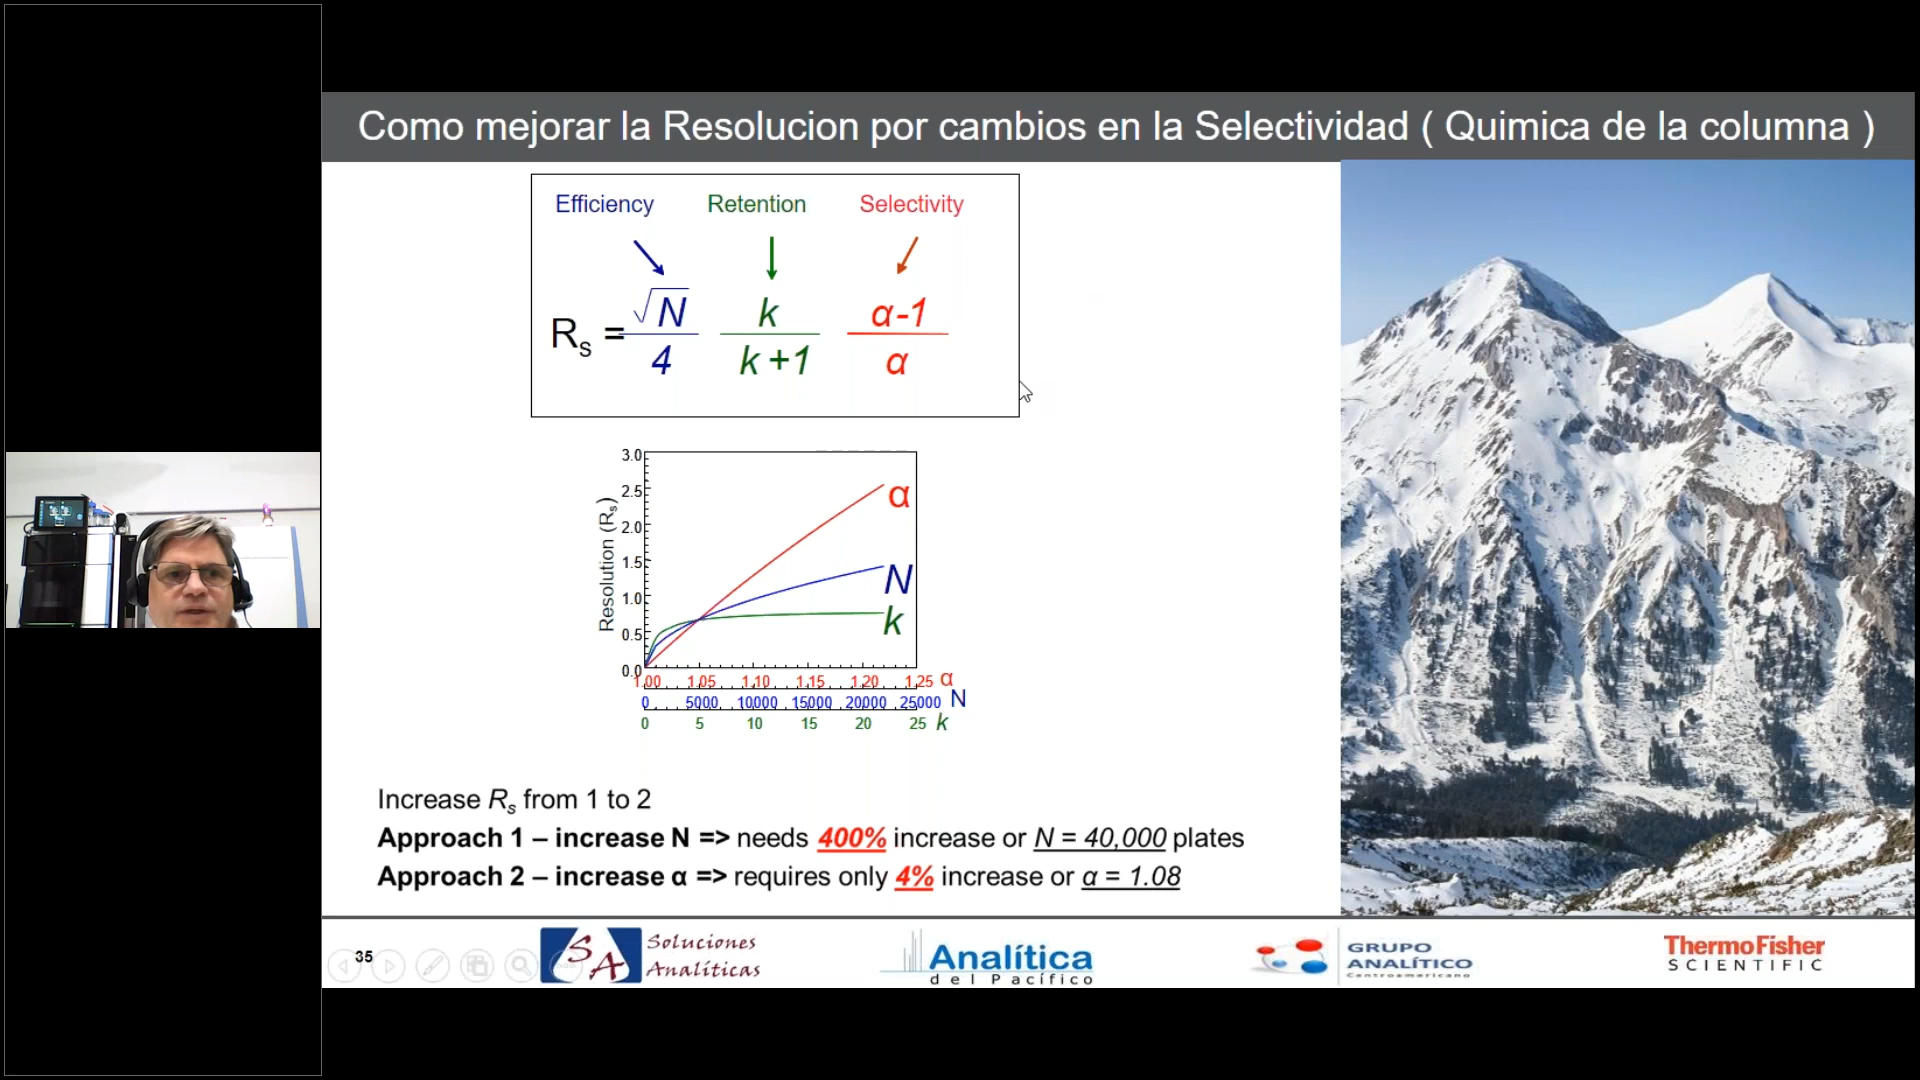 Como mejorar la Resolucion por cambios en la Selectividad ( Quimica de la columna )
Efficiency Retention Selectivity
Rs = √N k α-1
4 k+1 α
Resolution (Rs)
3.0
2.5
2.0
1.5
1.0
0.5
0.0
α
N
k
1.00 1.05 1.10 1.15 1.20 1.25 α
0 5000 10000 15000 20000 25000 N
0 5 10 15 20 25 k
Increase Rs from 1 to 2
Approach 1 – increase N => needs 400% increase or N = 40,000 plates
Approach 2 – increase α => requires only 4% increase or α = 1.08
35
SA Soluciones
Analíticas
Analítica
del Pacífico
GRUPO
ANALÍTICO
Centroamericano
ThermoFisher
SCIENTIFIC